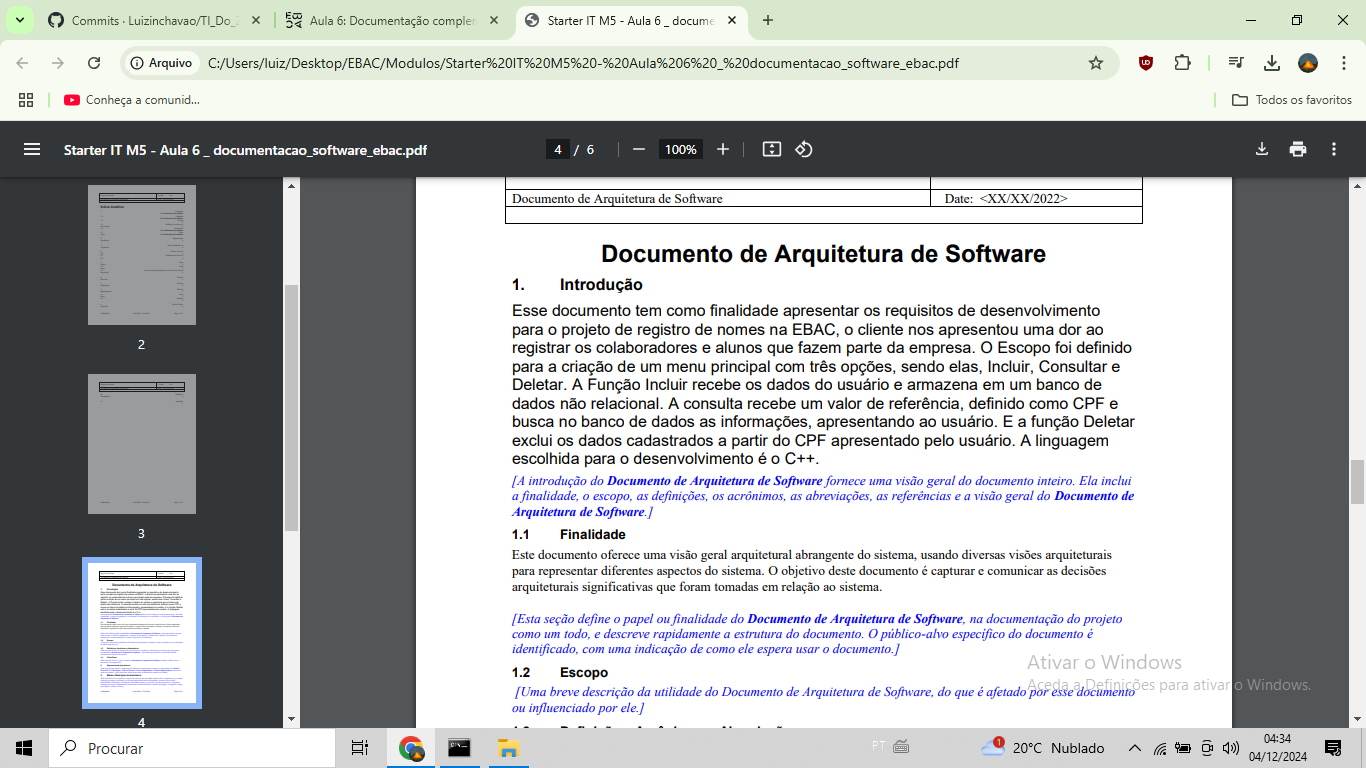 Commits · Luizinchavao/TI_Do_
Aula 6: Documentação complem
Starter IT M5 - Aula 6 _ docume
Arquivo
C:/Users/luiz/Desktop/EBAC/Modulos/Starter%20IT%20M5%20-%20Aula%206%20_%20documentacao_software_ebac.pdf
Conheça a comunid...
Todos os favoritos
Starter IT M5 - Aula 6 _ documentacao_software_ebac.pdf
4 / 6
100%
2
3
4
Documento de Arquitetura de Software
Date: <XX/XX/2022>
Documento de Arquitetura de Software
1. Introdução
Esse documento tem como finalidade apresentar os requisitos de desenvolvimento
para o projeto de registro de nomes na EBAC, o cliente nos apresentou uma dor ao
registrar os colaboradores e alunos que fazem parte da empresa. O Escopo foi definido
para a criação de um menu principal com três opções, sendo elas, Incluir, Consultar e
Deletar. A Função Incluir recebe os dados do usuário e armazena em um banco de
dados não relacional. A consulta recebe um valor de referência, definido como CPF e
busca no banco de dados as informações, apresentando ao usuário. E a função Deletar
exclui os dados cadastrados a partir do CPF apresentado pelo usuário. A linguagem
escolhida para o desenvolvimento é o C++.
[A introdução do Documento de Arquitetura de Software fornece uma visão geral do documento inteiro. Ela inclui
a finalidade, o escopo, as definições, os acrônimos, as abreviações, as referências e a visão geral do Documento de
Arquitetura de Software.]
1.1 Finalidade
Este documento oferece uma visão geral arquitetural abrangente do sistema, usando diversas visões arquiteturais
para representar diferentes aspectos do sistema. O objetivo deste documento é capturar e comunicar as decisões
arquiteturais significativas que foram tomadas em relação ao sistema.
[Esta seção define o papel ou finalidade do Documento de Arquitetura de Software, na documentação do projeto
como um todo, e descreve rapidamente a estrutura do documento. O público-alvo específico do documento é
identificado, com uma indicação de como ele espera usar o documento.]
1.2 Escopo
[Uma breve descrição da utilidade do Documento de Arquitetura de Software, do que é afetado por esse documento
ou influenciado por ele.]
Ativar o Windows
Aceda a Definições para ativar o Windows.
Procurar
PT
1
20°C Nublado
04:34
04/12/2024